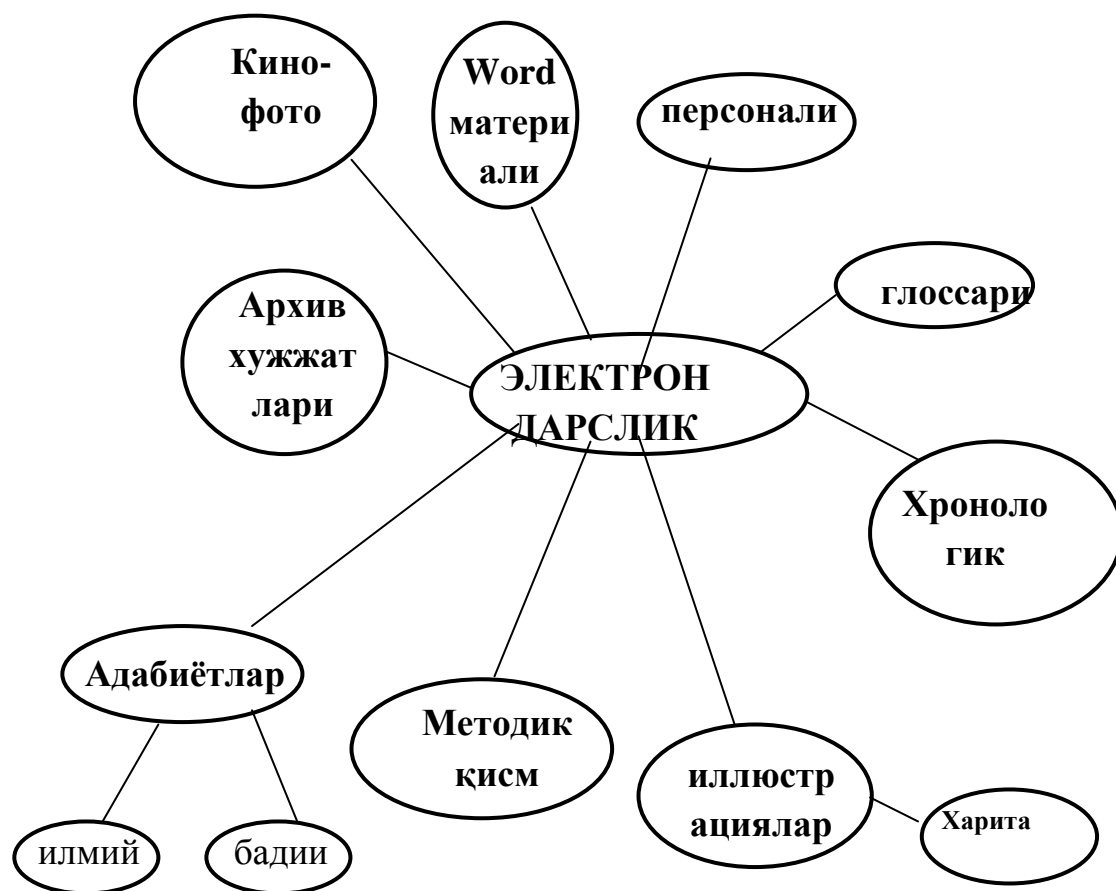 Кино-
фото
Word
матери
али
персонали
глоссари
Архив
хужжат
лари
ЭЛЕКТРОН
ДАРСЛИК
Хроноло
гик
Адабиётлар
Методик
қисм
иллюстр
ациялар
Харита
илмий
бадии